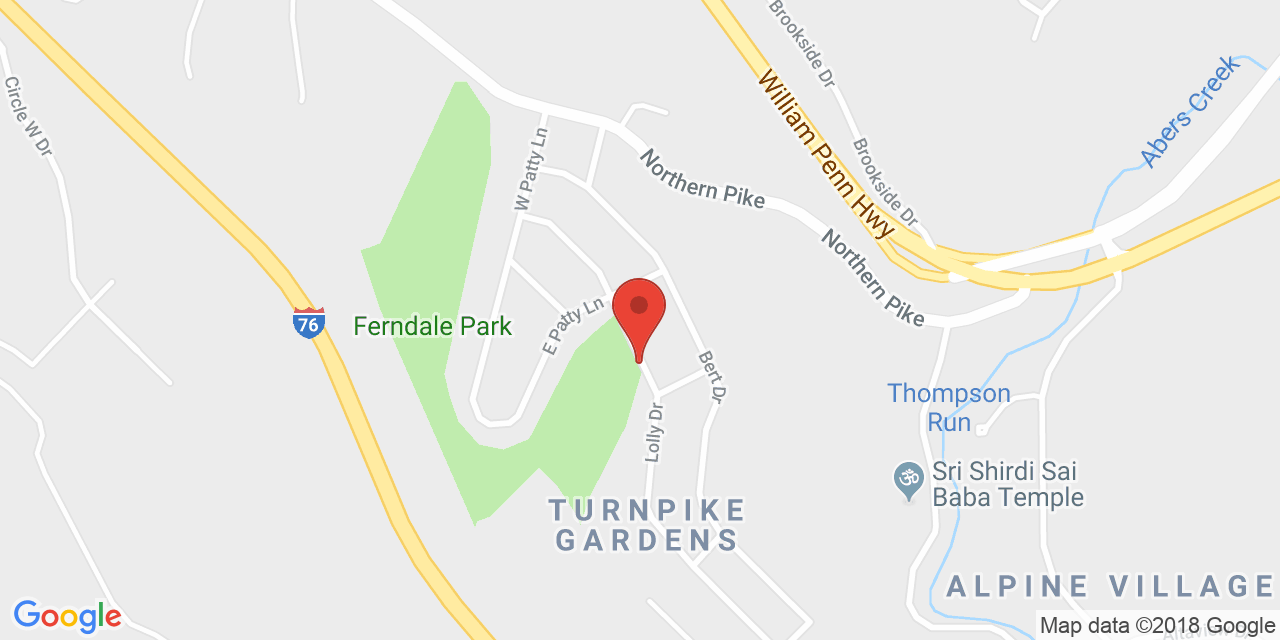 Brookside Dr
Circle W Dr
William Penn Hwy
Abers Creek
W Patty Ln
Northern Pike
Brookside Dr
Northern Pike
76
Ferndale Park
E Patty Ln
Bert Dr
Thompson
Run
Lolly Dr
Sri Shirdi Sai
Baba Temple
TURNPIKE
GARDENS
ALPINE VILLAGE
Google
Map data ©2018 Google